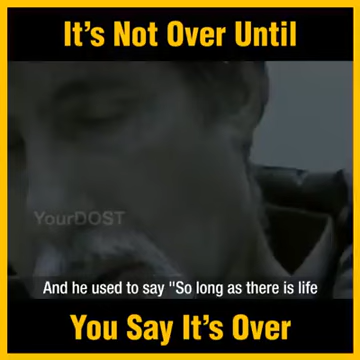 It's Not Over Until
YourDOST
And he used to say "So long as there is life
You Say It's Over